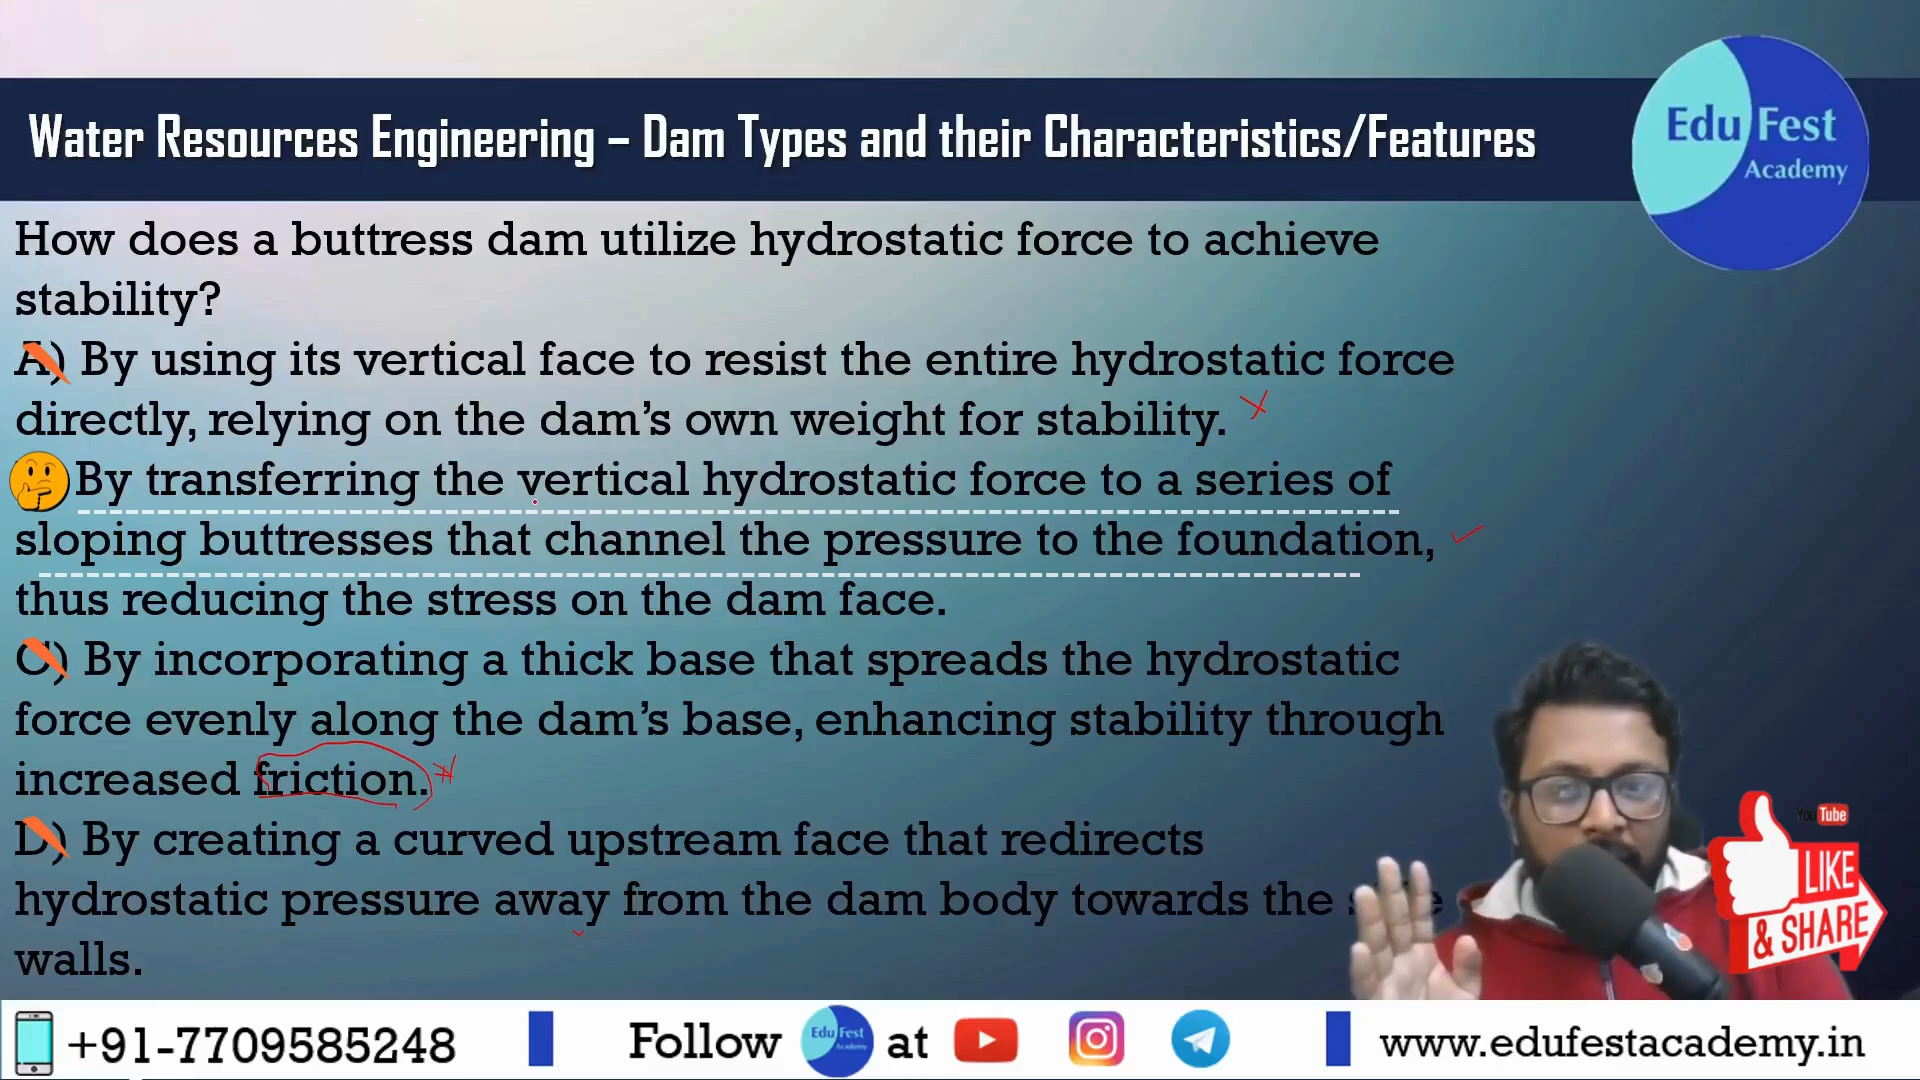 Water Resources Engineering – Dam Types and their Characteristics/Features
Edu Fest
Academy
How does a buttress dam utilize hydrostatic force to achieve
stability?
A) By using its vertical face to resist the entire hydrostatic force
directly, relying on the dam's own weight for stability.
By transferring the vertical hydrostatic force to a series of
sloping buttresses that channel the pressure to the foundation,
thus reducing the stress on the dam face.
C) By incorporating a thick base that spreads the hydrostatic
force evenly along the dam's base, enhancing stability through
increased friction.
D) By creating a curved upstream face that redirects
hydrostatic pressure away from the dam body towards the
walls.
YouTube
LIKE
& SHARE
+91-7709585248
Follow
Edu Fest
Academy
at
www.edufestacademy.in